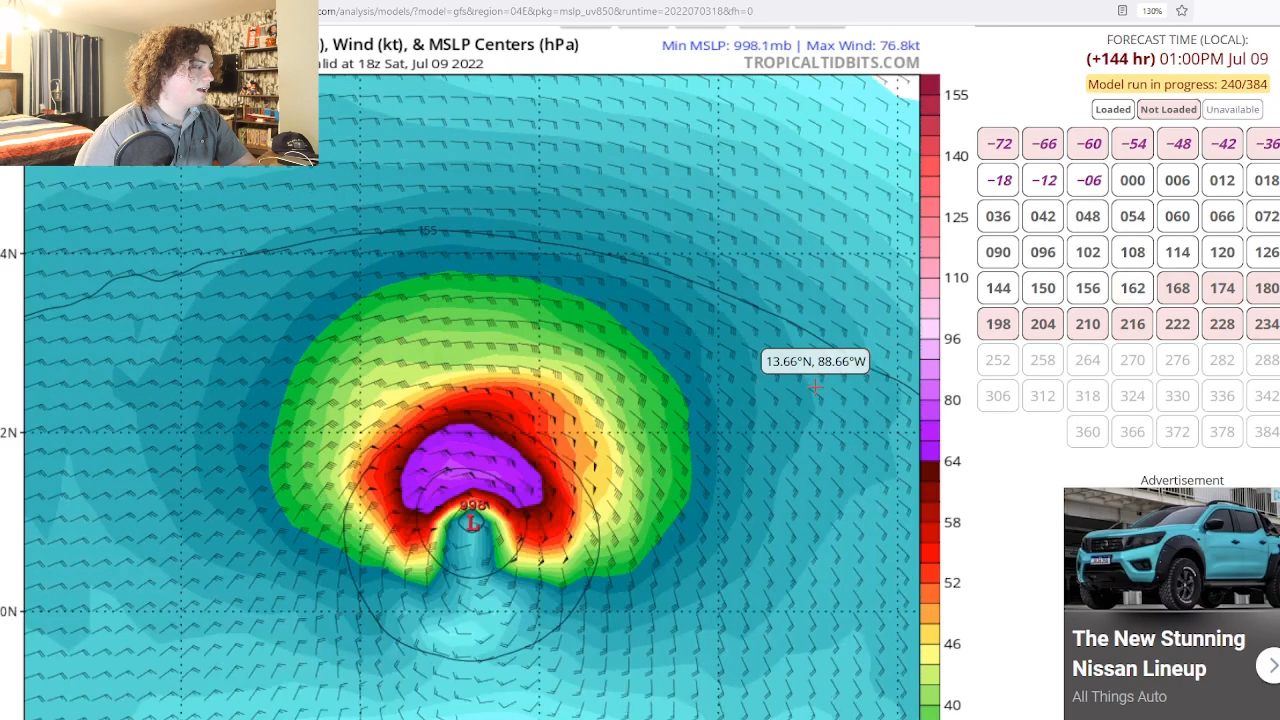 com/analysis/models/?model=gfs&region=04E&pkg=mslp_uv850&runtime=2022070318&fh=0
130%
), Wind (kt), & MSLP Centers (hPa)
Min MSLP: 998.1mb | Max Wind: 76.8kt
alid at 18z Sat, Jul 09 2022
TROPICALTIDBITS.COM
FORECAST TIME (LOCAL):
(+144 hr) 01:00PM Jul 09
Model run in progress: 240/384
Loaded Not Loaded Unavailable
−72 −66 −60 −54 −48 −42 −36
−18 −12 −06 000 006 012 018
036 042 048 054 060 066 072
090 096 102 108 114 120 126
144 150 156 162 168 174 180
198 204 210 216 222 228 234
252 258 264 270 276 282 288
306 312 318 324 330 336 342
360 366 372 378 384
155
140
125
110
96
80
64
58
52
46
40
4N
2N
0N
155
13.66°N, 88.66°W
998
L
Advertisement
The New Stunning
Nissan Lineup
All Things Auto